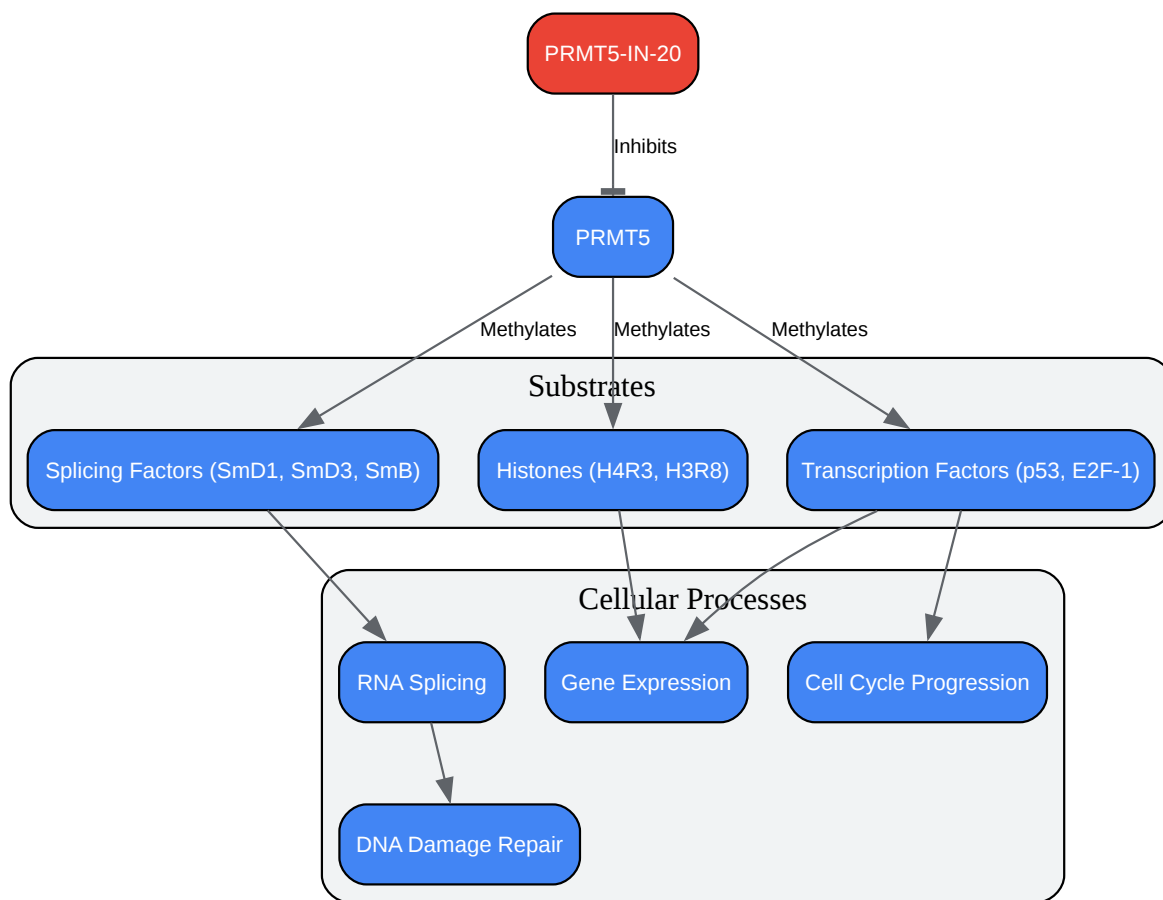 PRMT5-IN-20
Inhibits
PRMT5
Methylates
Methylates
Methylates
Substrates
Splicing Factors (SmD1, SmD3, SmB)
Histones (H4R3, H3R8)
Transcription Factors (p53, E2F-1)
Cellular Processes
RNA Splicing
Gene Expression
Cell Cycle Progression
DNA Damage Repair